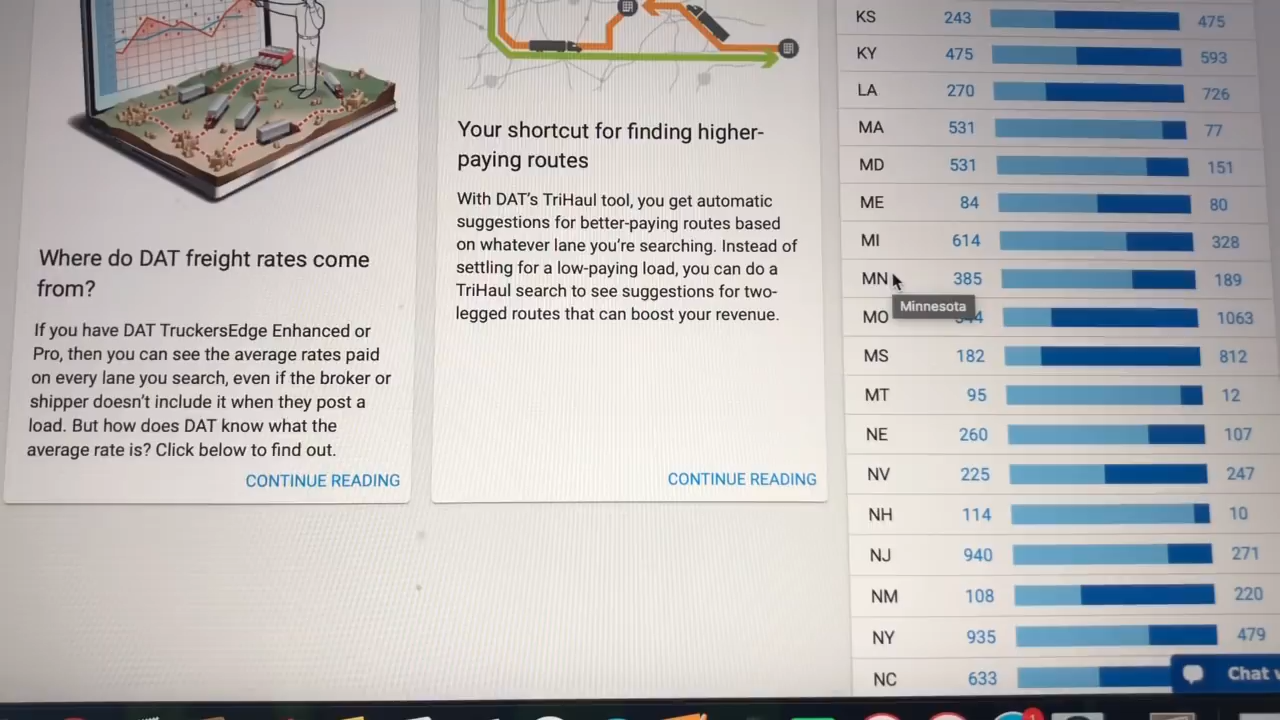 Where do DAT freight rates come
from?
If you have DAT TruckersEdge Enhanced or
Pro, then you can see the average rates paid
on every lane you search, even if the broker or
shipper doesn't include it when they post a
load. But how does DAT know what the
average rate is? Click below to find out.
CONTINUE READING
Your shortcut for finding higher-
paying routes
With DAT's TriHaul tool, you get automatic
suggestions for better-paying routes based
on whatever lane you're searching. Instead of
settling for a low-paying load, you can do a
TriHaul search to see suggestions for two-
legged routes that can boost your revenue.
CONTINUE READING
KS 243 475
KY 475 593
LA 270 726
MA 531 77
MD 531 151
ME 84 80
MI 614 328
MN 385 189
Minnesota
MO 1063
MS 182 812
MT 95 12
NE 260 107
NV 225 247
NH 114 10
NJ 940 271
NM 108 220
NY 935 479
NC 633
Chat
1